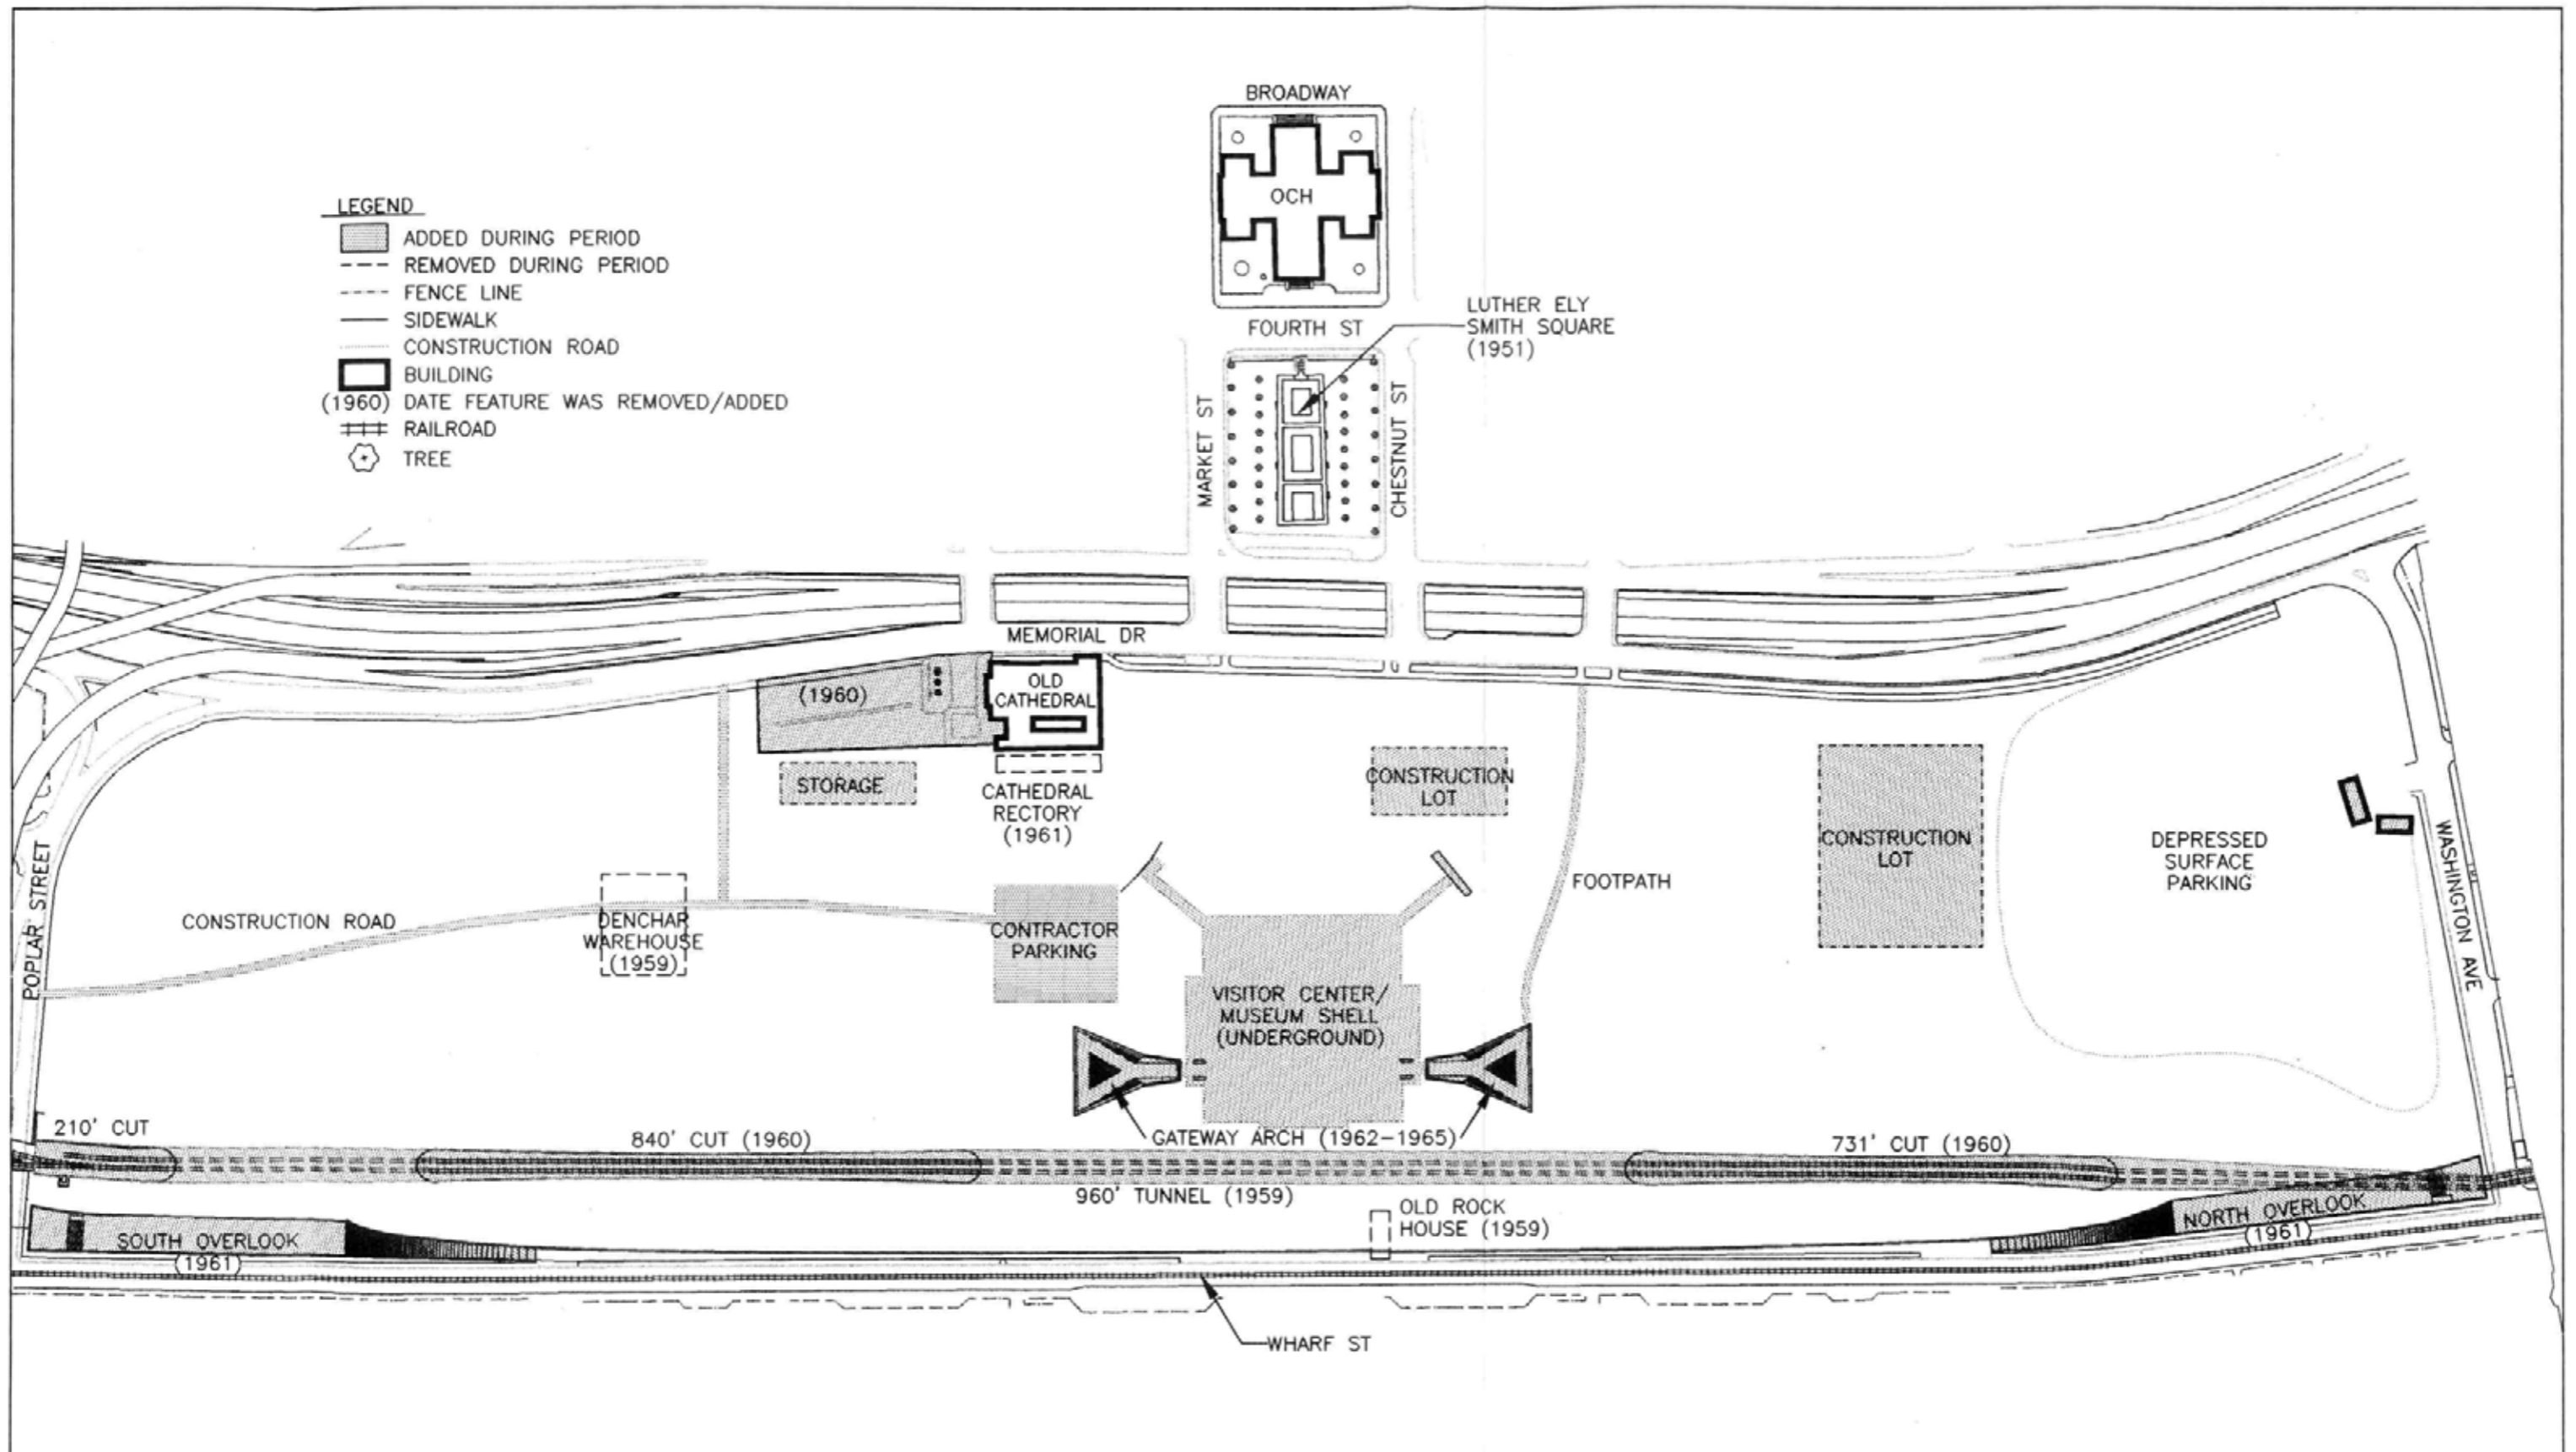 BROADWAY
OCH
LEGEND
ADDED DURING PERIOD
REMOVED DURING PERIOD
FENCE LINE
SIDEWALK
CONSTRUCTION ROAD
BUILDING
(1960) DATE FEATURE WAS REMOVED/ADDED
RAILROAD
TREE
FOURTH ST
LUTHER ELY
SMITH SQUARE
(1951)
MARKET ST
CHESTNUT ST
MEMORIAL DR
(1960)
OLD
CATHEDRAL
STORAGE
CATHEDRAL
RECTORY
(1961)
CONSTRUCTION
LOT
CONSTRUCTION
LOT
DEPRESSED
SURFACE
PARKING
WASHINGTON AVE
POPLAR STREET
CONSTRUCTION ROAD
DENCHAR
WAREHOUSE
(1959)
CONTRACTOR
PARKING
FOOTPATH
VISITOR CENTER/
MUSEUM SHELL
(UNDERGROUND)
210' CUT
840' CUT (1960)
GATEWAY ARCH (1962-1965)
731' CUT (1960)
960' TUNNEL (1959)
OLD ROCK
HOUSE (1959)
SOUTH OVERLOOK
(1961)
NORTH OVERLOOK
(1961)
WHARF ST